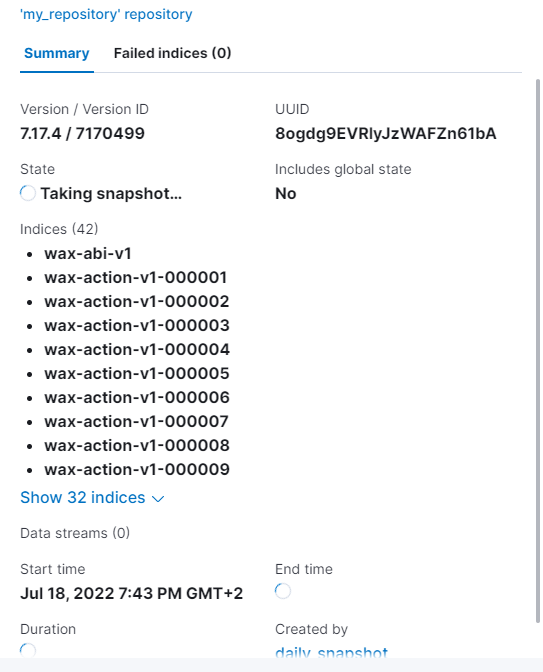 'my_repository' repository
Summary Failed indices (0)
Version / Version ID UUID
7.17.4 / 7170499 8ogdg9EVRlyJzWAFZn61bA
State Includes global state
Taking snapshot... No
Indices (42)
• wax-abi-v1
• wax-action-v1-000001
• wax-action-v1-000002
• wax-action-v1-000003
• wax-action-v1-000004
• wax-action-v1-000005
• wax-action-v1-000006
• wax-action-v1-000007
• wax-action-v1-000008
• wax-action-v1-000009
Show 32 indices
Data streams (0)
Start time End time
Jul 18, 2022 7:43 PM GMT+2
Duration Created by
daily_snapshot